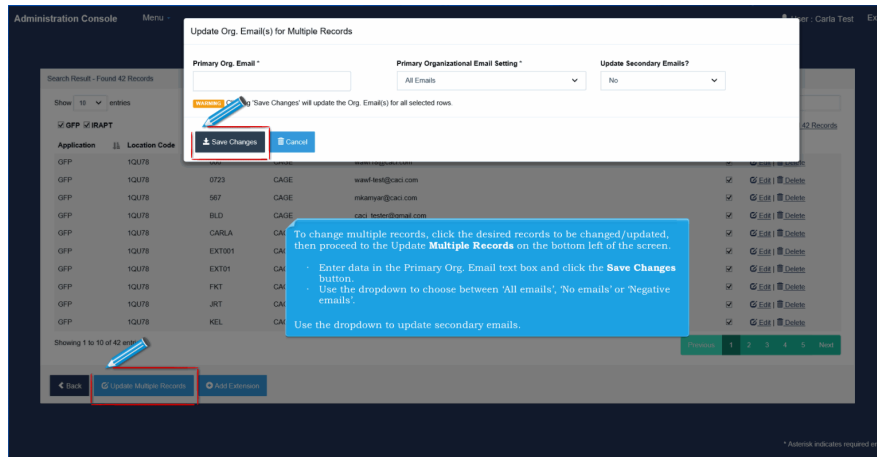 Administration Console Menu User : Carla Test Ex
Update Org. Email(s) for Multiple Records
Primary Org. Email * Primary Organizational Email Setting * Update Secondary Emails?
All Emails No
WARNING 'Save Changes' will update the Org. Email(s) for all selected rows.
Save Changes Cancel
Search Result - Found 42 Records
Show 10 entries
GFP IRAPT 42 Records
Application Location Code
GFP 1QU78 CAGE Edit | Delete
GFP 1QU78 0723 CAGE wawf-test@caci.com Edit | Delete
GFP 1QU78 567 CAGE mkamyar@caci.com Edit | Delete
GFP 1QU78 BLD CAGE caci_tester@gmail.com Edit | Delete
GFP 1QU78 CARLA Edit | Delete
GFP 1QU78 EXT001 Edit | Delete
GFP 1QU78 EXT01 Edit | Delete
GFP 1QU78 FKT Edit | Delete
GFP 1QU78 JRT Edit | Delete
GFP 1QU78 KEL Edit | Delete
To change multiple records, click the desired records to be changed/updated,
then proceed to the Update Multiple Records on the bottom left of the screen.
· Enter data in the Primary Org. Email text box and click the Save Changes
button.
· Use the dropdown to choose between 'All emails', 'No emails' or 'Negative
emails'.
Use the dropdown to update secondary emails.
Showing 1 to 10 of 42 Previous 1 2 3 4 5 Next
Back Update Multiple Records Add Extension
* Asterisk indicates required en